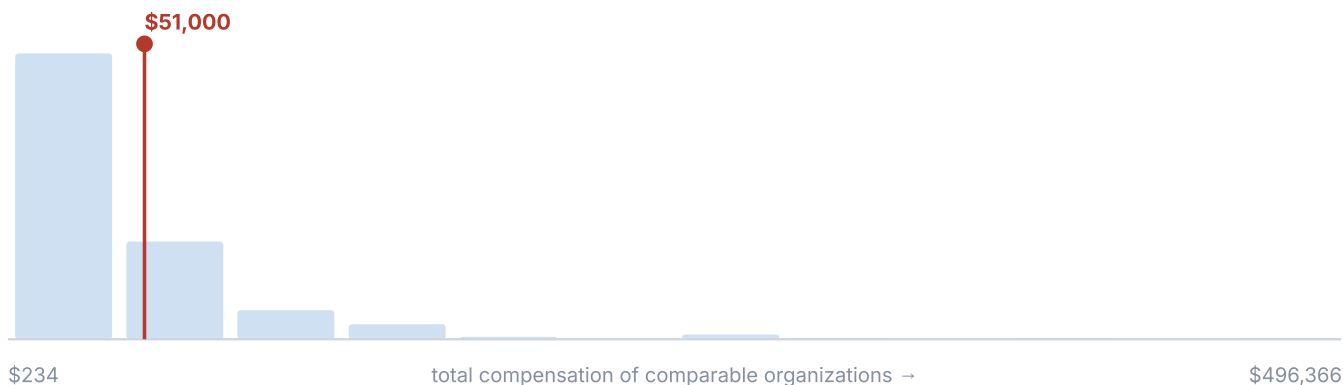 $51,000
$234 total compensation of comparable organizations → $496,366